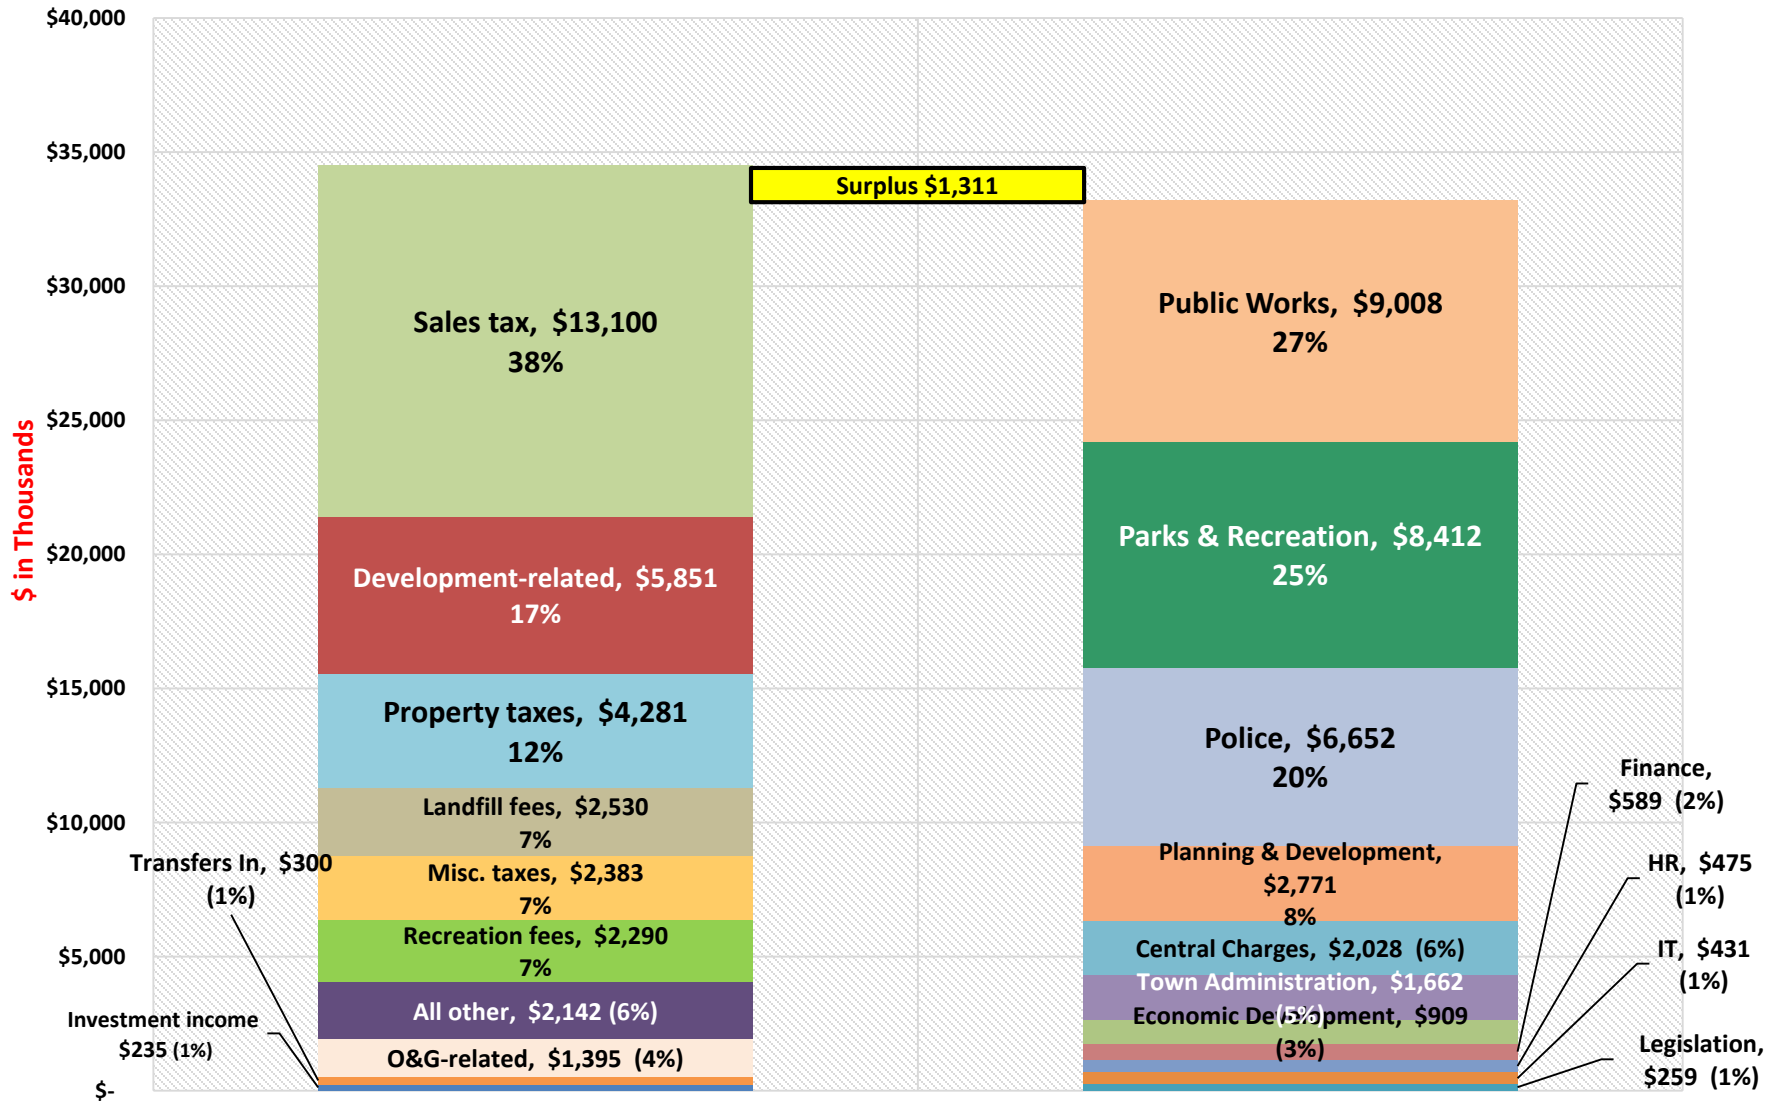 $40,000
$35,000
$30,000
$25,000
$20,000
$15,000
$10,000
$5,000
$-
$ in Thousands
Sales tax, $13,100
38%
Development-related, $5,851
17%
Property taxes, $4,281
12%
Landfill fees, $2,530
7%
Misc. taxes, $2,383
7%
Recreation fees, $2,290
7%
All other, $2,142 (6%)
O&G-related, $1,395 (4%)
Transfers In, $300
(1%)
Investment income
$235 (1%)
Surplus $1,311
Public Works, $9,008
27%
Parks & Recreation, $8,412
25%
Police, $6,652
20%
Planning & Development,
$2,771
8%
Central Charges, $2,028 (6%)
Town Administration, $1,662
(5%)
Economic Development, $909
(3%)
Finance,
$589 (2%)
HR, $475
(1%)
IT, $431
(1%)
Legislation,
$259 (1%)